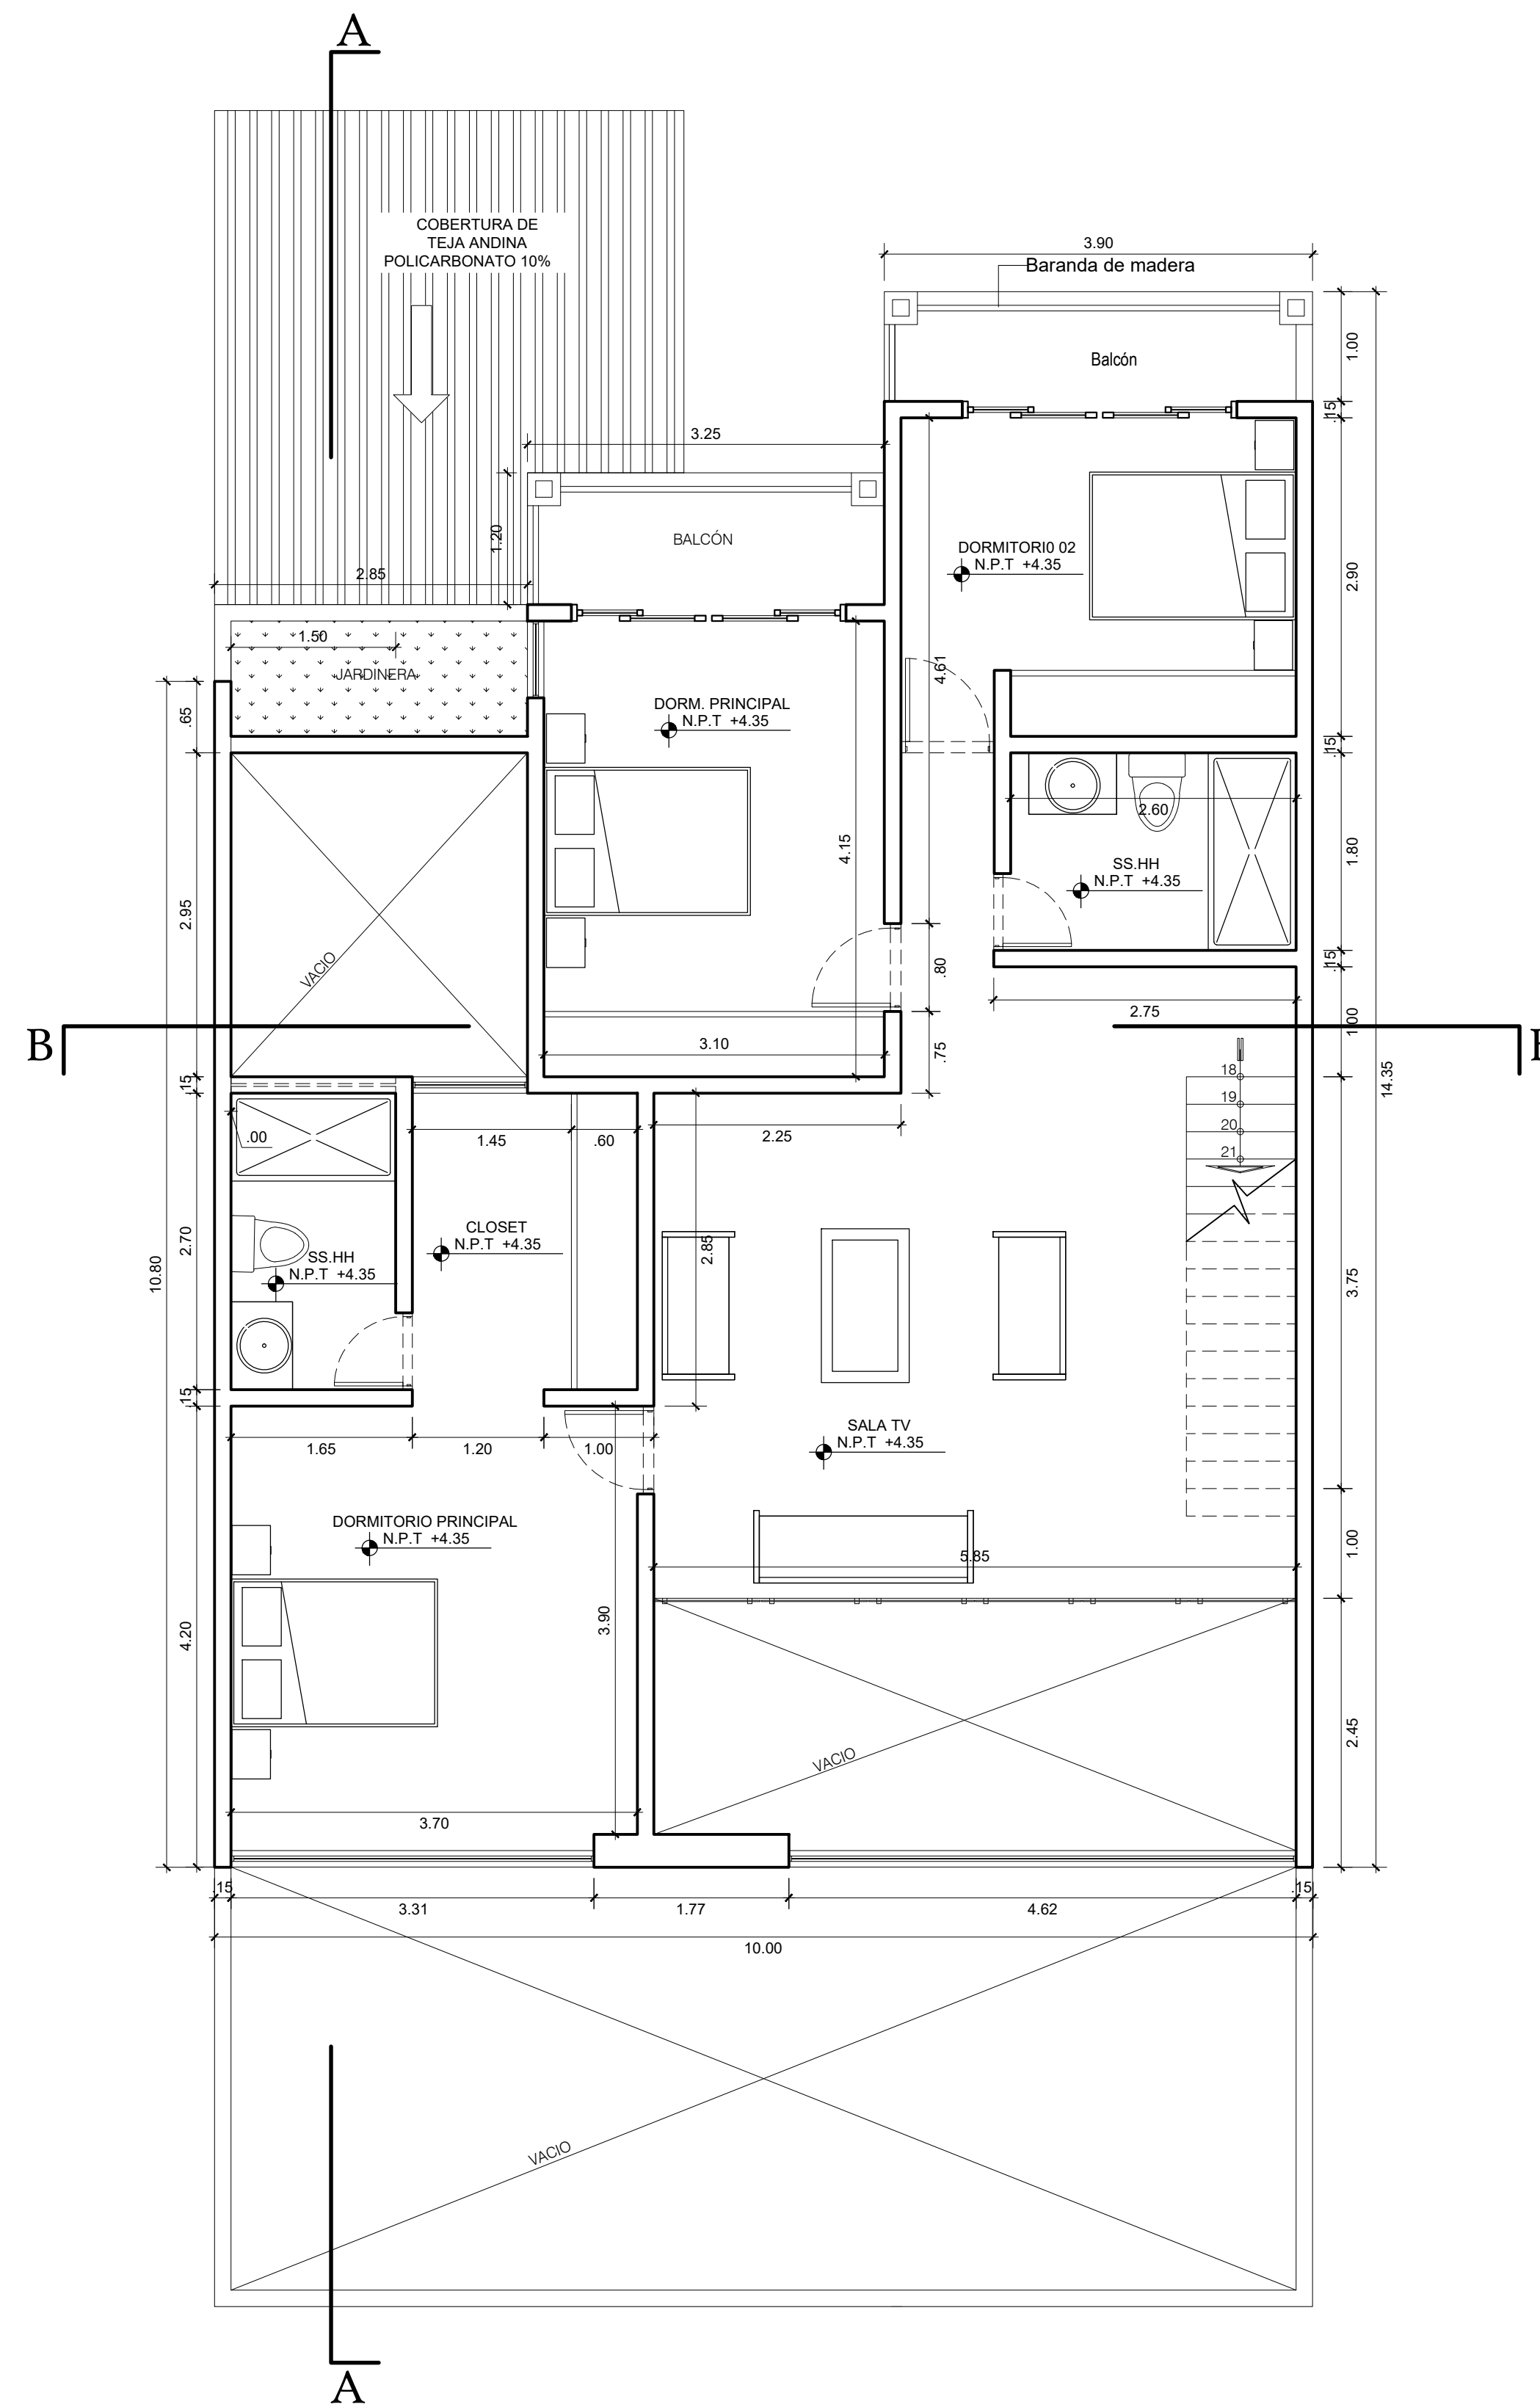 A
COBERTURA DE
TEJA ANDINA
POLICARBONATO 10%
3.90
Baranda de madera
1.00
Balcón
.15
3.25
BALCÓN
1.20
DORMITORI0 02
N.P.T +4.35
2.90
2.85
1.50
JARDINERA
4.61
.65
DORM. PRINCIPAL
N.P.T +4.35
.15
2.60
4.15
1.80
SS.HH
N.P.T +4.35
2.95
VACIO
.80
.15
2.75
1.00
B
B
3.10
.75
14.35
18
19
20
21
.15
.00
1.45
.60
2.25
CLOSET
N.P.T +4.35
2.85
2.70
SS.HH
N.P.T +4.35
10.80
3.75
.15
SALA TV
N.P.T +4.35
1.65
1.20
1.00
DORMITORIO PRINCIPAL
N.P.T +4.35
1.00
5.85
3.90
4.20
2.45
VACIO
3.70
.15
3.31
1.77
4.62
.15
10.00
VACIO
A